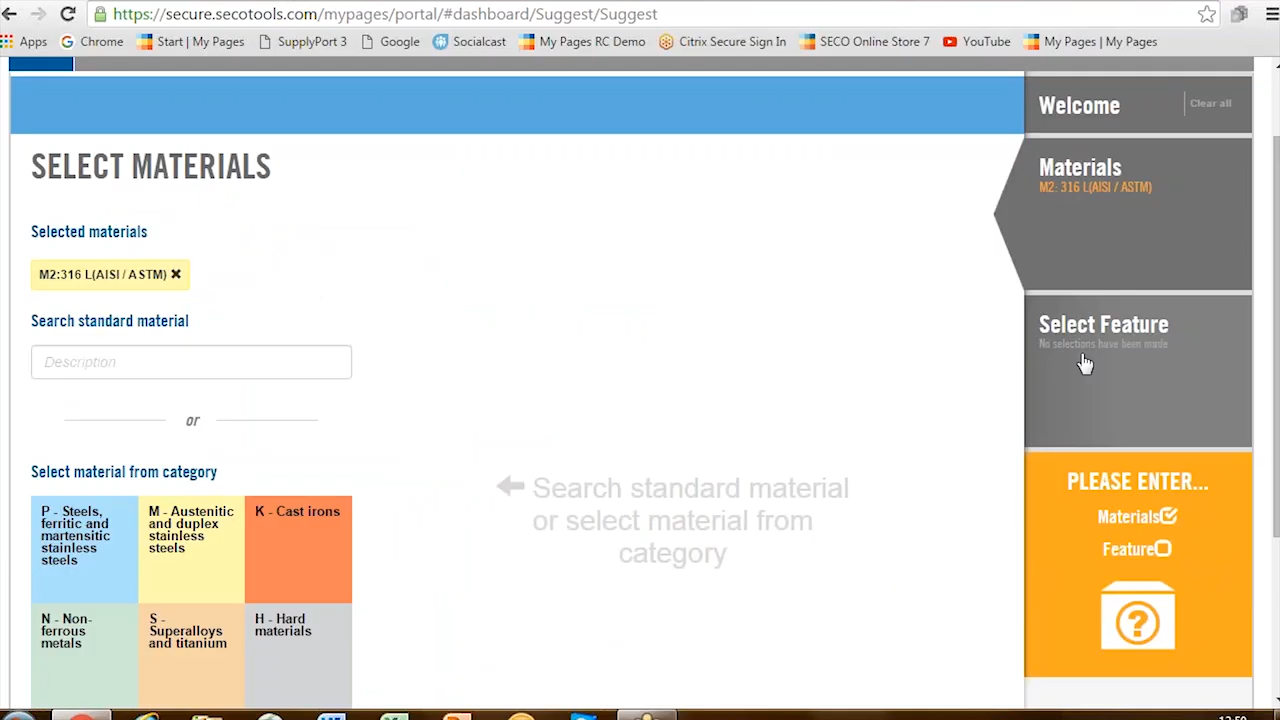 https://secure.secotools.com/mypages/portal/#dashboard/Suggest/Suggest
Apps Chrome Start | My Pages SupplyPort 3 Google Socialcast My Pages RC Demo Citrix Secure Sign In SECO Online Store 7 YouTube My Pages | My Pages
Welcome
Clear all
SELECT MATERIALS
Materials
M2: 316 L(AISI / ASTM)
Selected materials
M2:316 L(AISI / ASTM) ✖
Search standard material
Description
Select Feature
No selections have been made
or
Select material from category
Search standard material
or select material from
category
P - Steels,
ferritic and
martensitic
stainless
steels
M - Austenitic
and duplex
stainless
steels
K - Cast irons
N - Non-
ferrous
metals
S -
Superalloys
and titanium
H - Hard
materials
PLEASE ENTER...
Materials
Feature
?